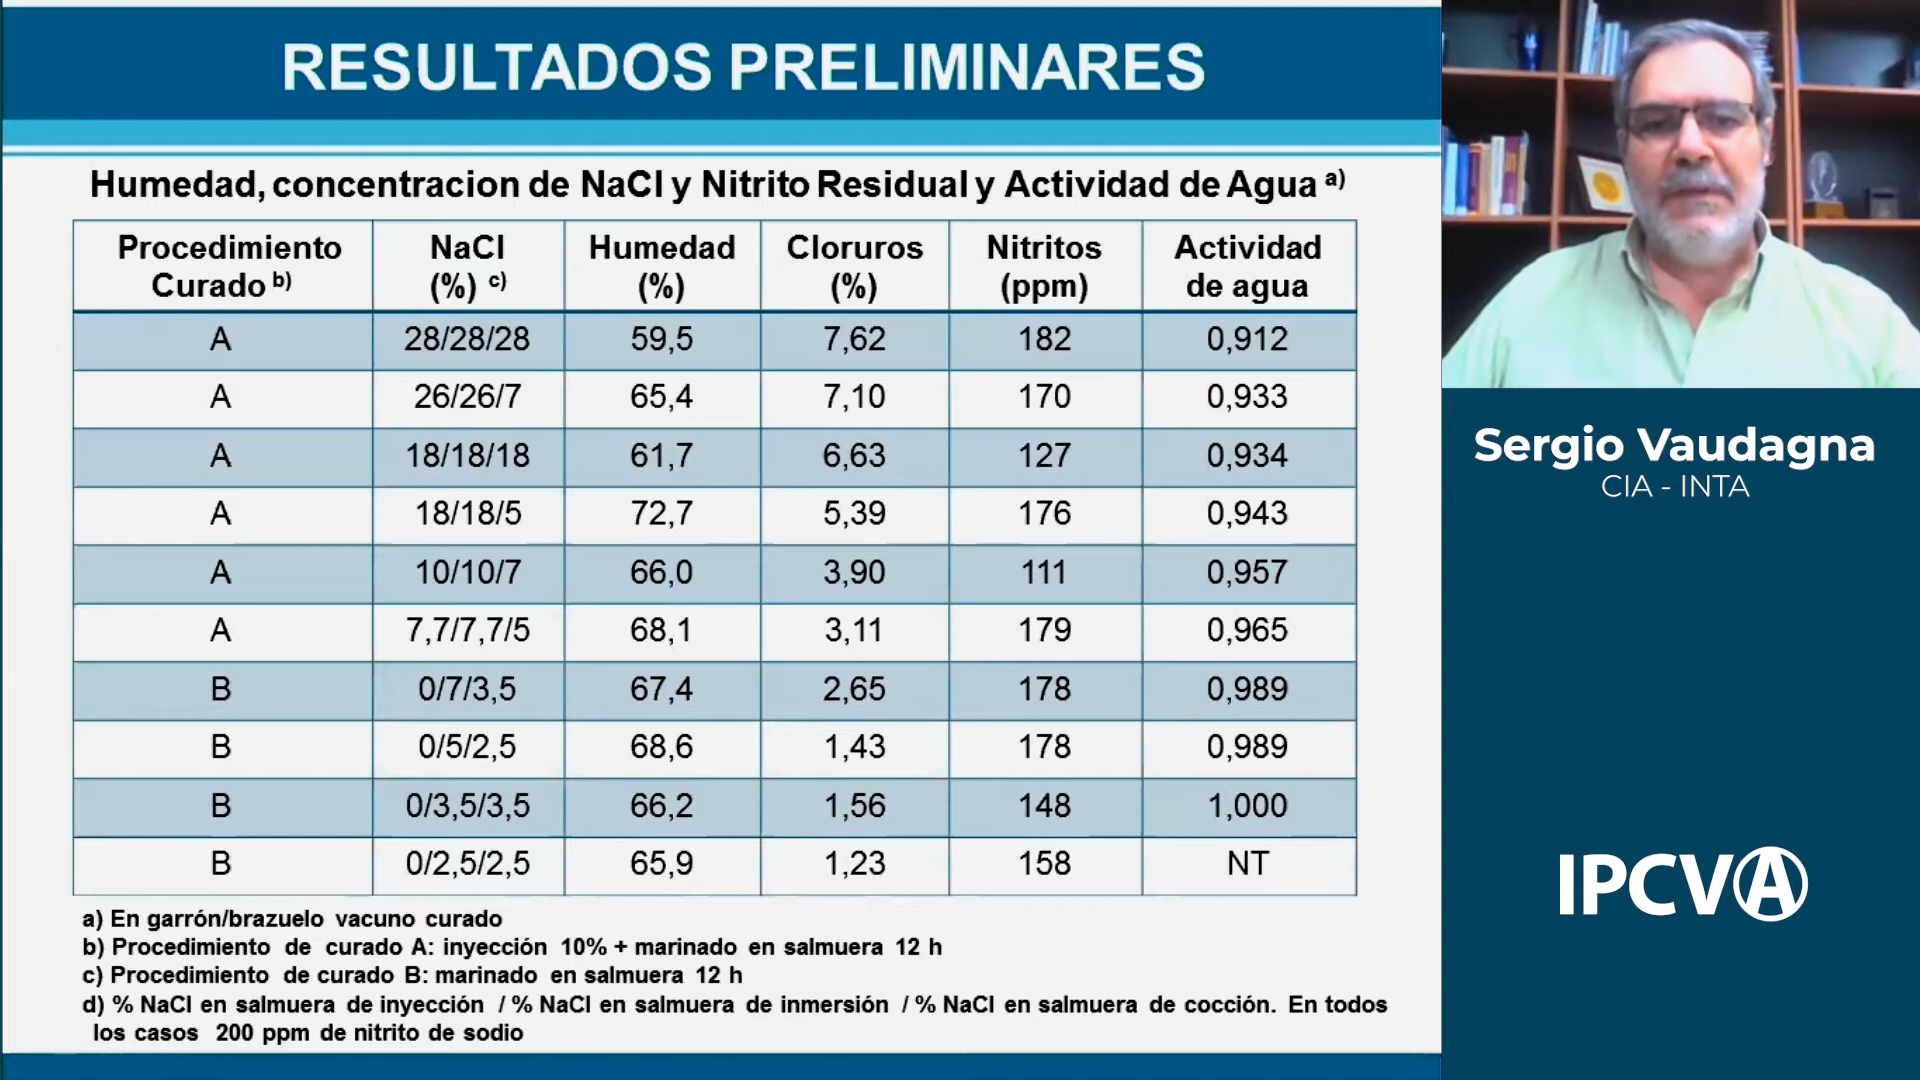 RESULTADOS PRELIMINARES
Humedad, concentracion de NaCl y Nitrito Residual y Actividad de Agua a)
Procedimiento Curado b) NaCl (%) c) Humedad (%) Cloruros (%) Nitritos (ppm) Actividad de agua
A 28/28/28 59,5 7,62 182 0,912
A 26/26/7 65,4 7,10 170 0,933
A 18/18/18 61,7 6,63 127 0,934
A 18/18/5 72,7 5,39 176 0,943
A 10/10/7 66,0 3,90 111 0,957
A 7,7/7,7/5 68,1 3,11 179 0,965
B 0/7/3,5 67,4 2,65 178 0,989
B 0/5/2,5 68,6 1,43 178 0,989
B 0/3,5/3,5 66,2 1,56 148 1,000
B 0/2,5/2,5 65,9 1,23 158 NT
a) En garrón/brazuelo vacuno curado
b) Procedimiento de curado A: inyección 10% + marinado en salmuera 12 h
c) Procedimiento de curado B: marinado en salmuera 12 h
d) % NaCl en salmuera de inyección / % NaCl en salmuera de inmersión / % NaCl en salmuera de cocción. En todos
los casos 200 ppm de nitrito de sodio
Sergio Vaudagna
CIA - INTA
IPCVA